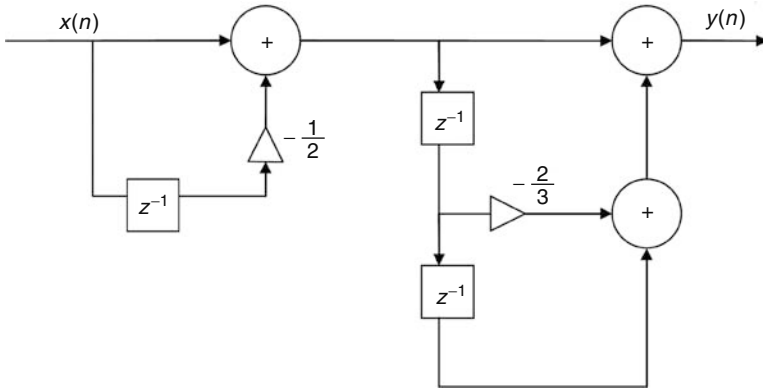 x(n)
+
+
y(n)
z⁻¹
− 1/2
z⁻¹
− 2/3
+
z⁻¹